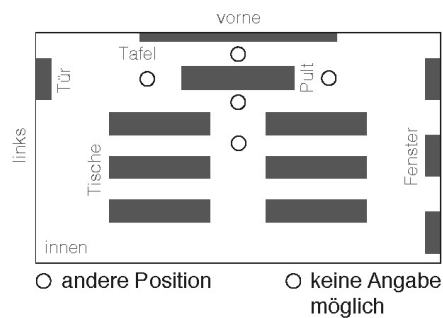 vorne
Tafel
Tür
Pult
links
Tische
Fenster
innen
andere Position
keine Angabe
möglich